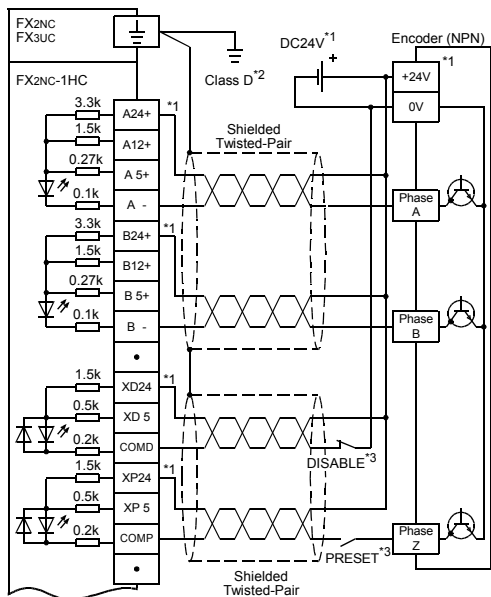 FX2NC
FX3UC
FX2NC-1HC
Class D*2
DC24V*1
+
Encoder (NPN)
+24V
*1
0V
Shielded
Twisted-Pair
3.3k
A24+
*1
1.5k
A12+
0.27k
A 5+
0.1k
A -
Phase
A
3.3k
B24+
*1
1.5k
B12+
0.27k
B 5+
0.1k
B -
Phase
B
•
1.5k
XD24
*1
0.5k
XD 5
0.2k
COMD
DISABLE*3
1.5k
XP24
*1
0.5k
XP 5
0.2k
COMP
PRESET*3
Phase
Z
•
Shielded
Twisted-Pair